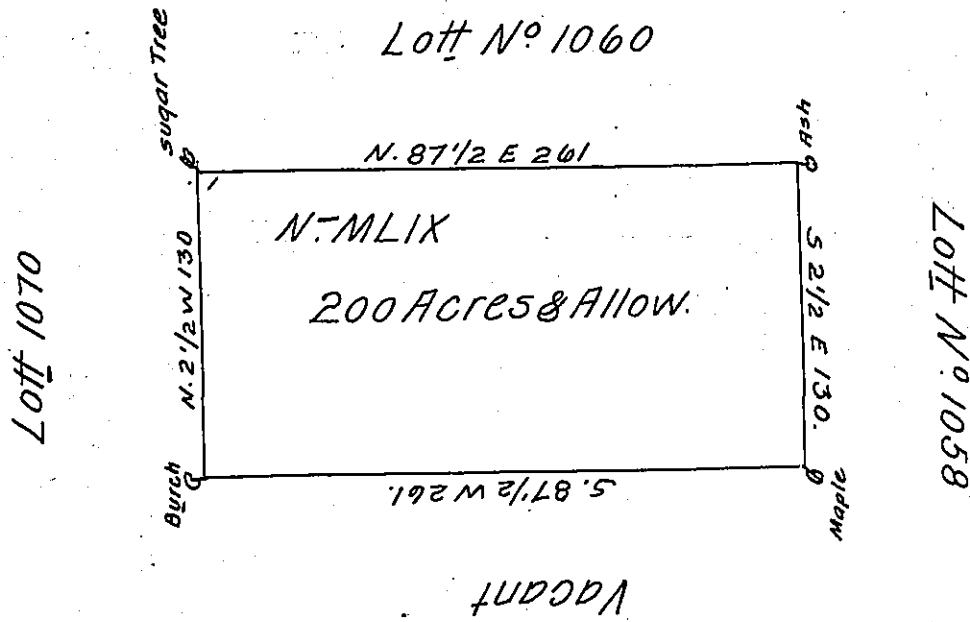 Lott Nº 1060
Sugar Tree
Ash
N. 87 1/2 E 261
N. MLIX
200 Acres & Allow.
N. 2 1/2 W 130
S 2 1/2 E 130.
Lott 1070
Lott Nº 1058
Burch
S. 87 1/2 W 261.
Maple
Vacant